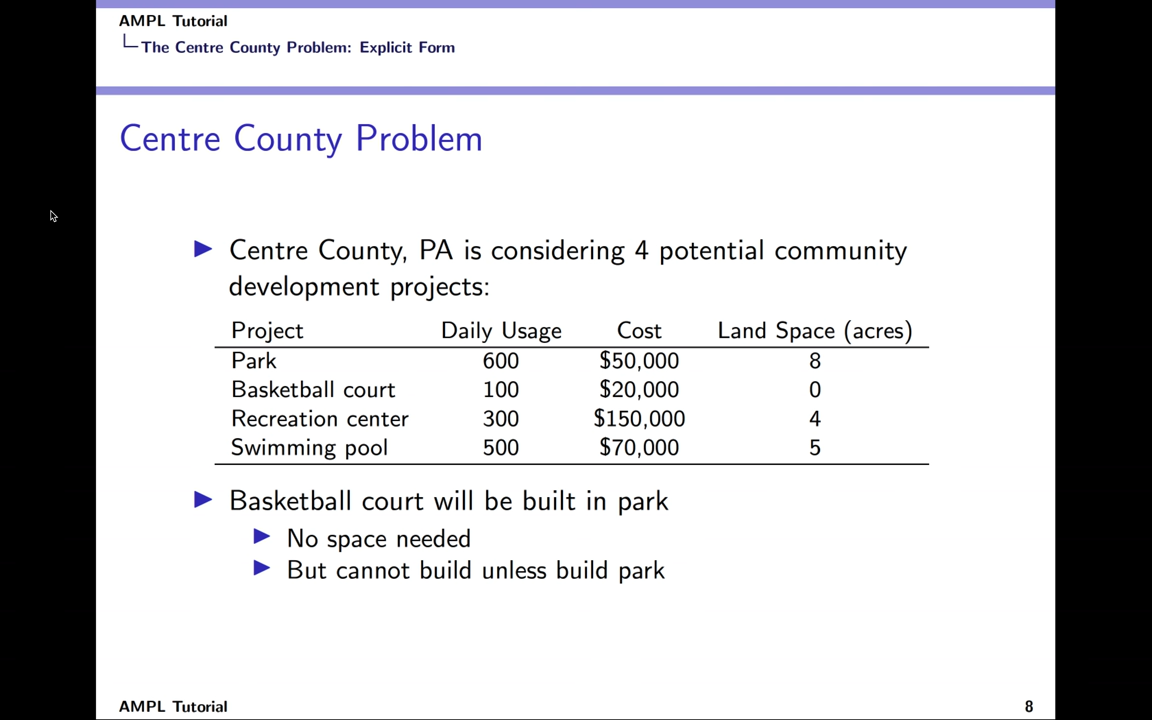 AMPL Tutorial
The Centre County Problem: Explicit Form
Centre County Problem
Centre County, PA is considering 4 potential community
development projects:
Project Daily Usage Cost Land Space (acres)
Park 600 $50,000 8
Basketball court 100 $20,000 0
Recreation center 300 $150,000 4
Swimming pool 500 $70,000 5
Basketball court will be built in park
No space needed
But cannot build unless build park
AMPL Tutorial 8